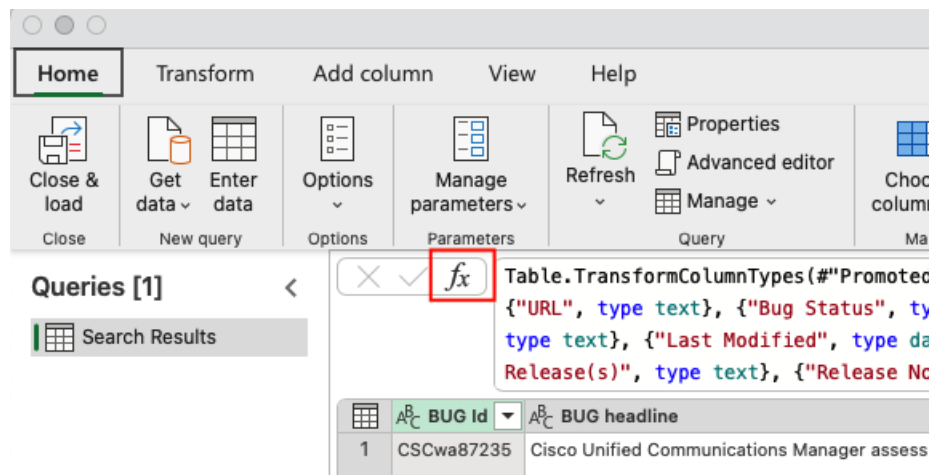 Home Transform Add column View Help
Close & load
Get data
Enter data
Options
Manage parameters
Refresh
Properties
Advanced editor
Manage
Close New query Options Parameters Query
Queries [1]
Search Results
fx
Table.TransformColumnTypes(#"Promoted
{"URL", type text}, {"Bug Status",
type text}, {"Last Modified", type
Release(s)", type text}, {"Release
ABC BUG Id ABC BUG headline
1 CSCwa87235 Cisco Unified Communications Manager assess